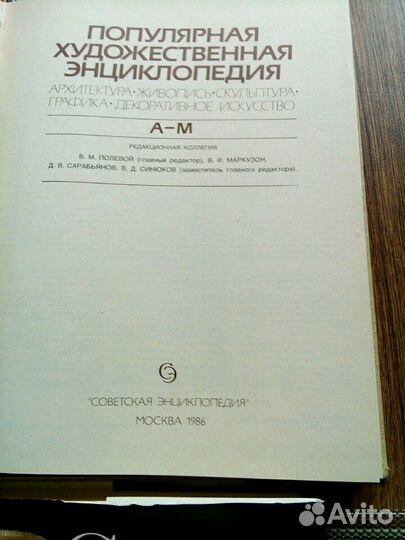 ПОПУЛЯРНАЯ
ХУДОЖЕСТВЕННАЯ
ЭНЦИКЛОПЕДИЯ
АРХИТЕКТУРА • ЖИВОПИСЬ • СКУЛЬПТУРА •
ГРАФИКА • ДЕКОРАТИВНОЕ ИСКУССТВО
А–М
РЕДАКЦИОННАЯ КОЛЛЕГИЯ
В. М. ПОЛЕВОЙ (главный редактор), В. Ф. МАРКУЗОН,
Д. В. САРАБЬЯНОВ, В. Д. СИНЮКОВ (заместитель главного редактора).
"СОВЕТСКАЯ ЭНЦИКЛОПЕДИЯ"
МОСКВА 1986
Avito